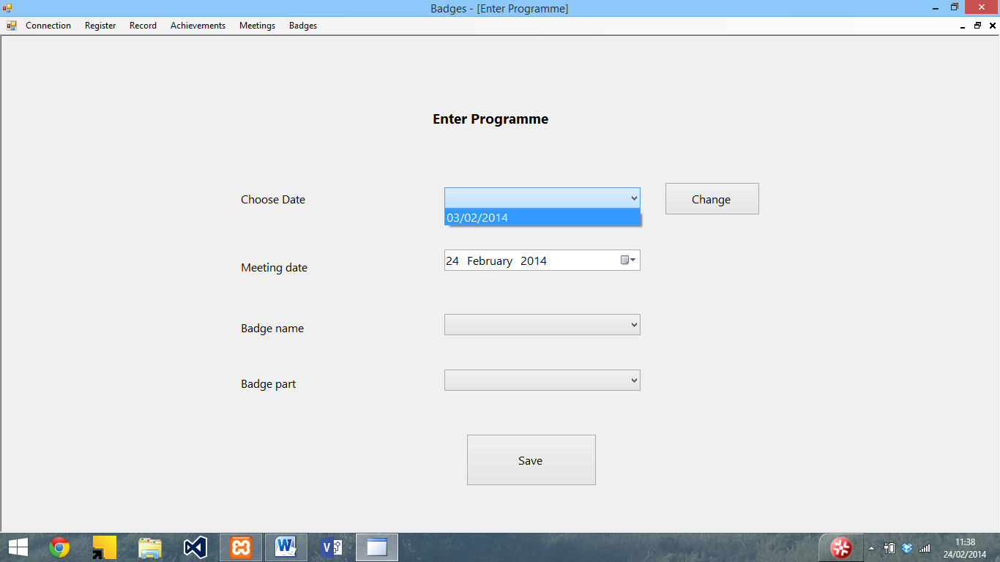 Badges - [Enter Programme]
Connection Register Record Achievements Meetings Badges
Enter Programme
Choose Date
Change
03/02/2014
Meeting date
24 February 2014
Badge name
Badge part
Save
11:38
24/02/2014